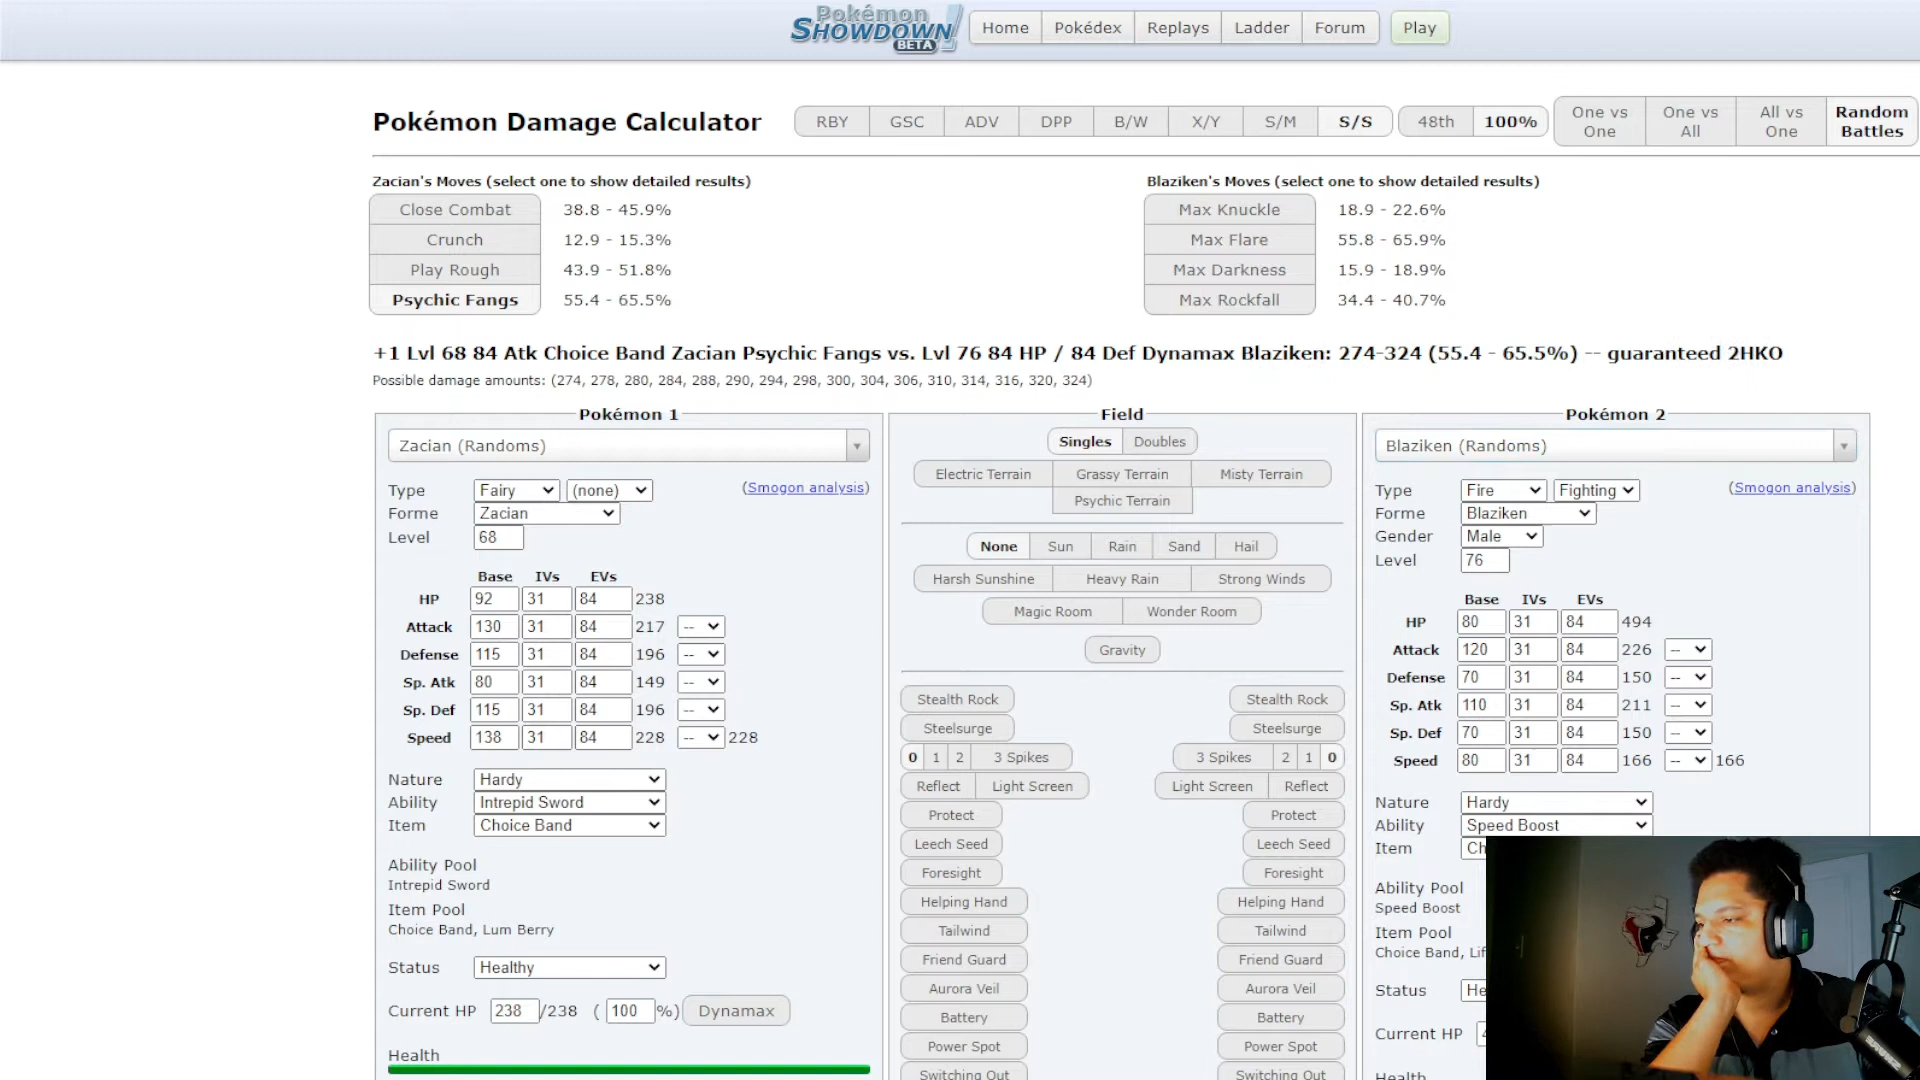 Pokémon SHOWDOWN! BETA
Home Pokédex Replays Ladder Forum Play
Pokémon Damage Calculator RBY GSC ADV DPP B/W X/Y S/M S/S 48th 100% One vs One One vs All All vs One Random Battles
Zacian's Moves (select one to show detailed results)
Close Combat 38.8 - 45.9%
Crunch 12.9 - 15.3%
Play Rough 43.9 - 51.8%
Psychic Fangs 55.4 - 65.5%
Blaziken's Moves (select one to show detailed results)
Max Knuckle 18.9 - 22.6%
Max Flare 55.8 - 65.9%
Max Darkness 15.9 - 18.9%
Max Rockfall 34.4 - 40.7%
+1 Lvl 68 84 Atk Choice Band Zacian Psychic Fangs vs. Lvl 76 84 HP / 84 Def Dynamax Blaziken: 274-324 (55.4 - 65.5%) -- guaranteed 2HKO
Possible damage amounts: (274, 278, 280, 284, 288, 290, 294, 298, 300, 304, 306, 310, 314, 316, 320, 324)
Pokémon 1
Zacian (Randoms)
Type Fairy (none) (Smogon analysis)
Forme Zacian
Level 68
Base IVs EVs
HP 92 31 84 238
Attack 130 31 84 217 --
Defense 115 31 84 196 --
Sp. Atk 80 31 84 149 --
Sp. Def 115 31 84 196 --
Speed 138 31 84 228 -- 228
Nature Hardy
Ability Intrepid Sword
Item Choice Band
Ability Pool
Intrepid Sword
Item Pool
Choice Band, Lum Berry
Status Healthy
Current HP 238 /238 ( 100 %) Dynamax
Health
Field
Singles Doubles
Electric Terrain Grassy Terrain Misty Terrain
Psychic Terrain
None Sun Rain Sand Hail
Harsh Sunshine Heavy Rain Strong Winds
Magic Room Wonder Room
Gravity
Stealth Rock Stealth Rock
Steelsurge Steelsurge
0 1 2 3 Spikes 3 Spikes 2 1 0
Reflect Light Screen Light Screen Reflect
Protect Protect
Leech Seed Leech Seed
Foresight Foresight
Helping Hand Helping Hand
Tailwind Tailwind
Friend Guard Friend Guard
Aurora Veil Aurora Veil
Battery Battery
Power Spot Power Spot
Switching Out Switching Out
Pokémon 2
Blaziken (Randoms)
Type Fire Fighting (Smogon analysis)
Forme Blaziken
Gender Male
Level 76
Base IVs EVs
HP 80 31 84 494
Attack 120 31 84 226 --
Defense 70 31 84 150 --
Sp. Atk 110 31 84 211 --
Sp. Def 70 31 84 150 --
Speed 80 31 84 166 -- 166
Nature Hardy
Ability Speed Boost
Item Ch
Ability Pool
Speed Boost
Item Pool
Choice Band, Lif
Status He
Current HP
Health